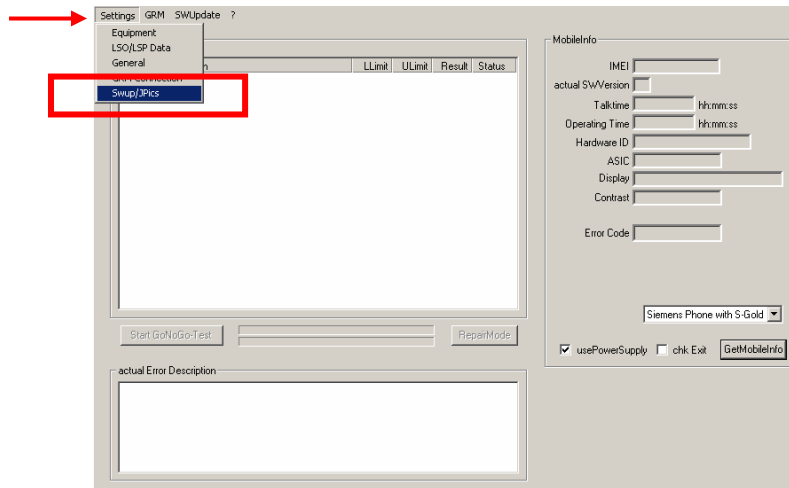 Settings GRM SWUpdate ?
Equipment
LSO/LSP Data
General
GRM Connection
Swup/JPics
LLimit ULimit Result Status
Start GoNoGo-Test
RepairMode
actual Error Description
MobileInfo
IMEI
actual SWVersion
Talktime hh:mm:ss
Operating Time hh:mm:ss
Hardware ID
ASIC
Display
Contrast
Error Code
Siemens Phone with S-Gold
usePowerSupply chk Exit GetMobileInfo